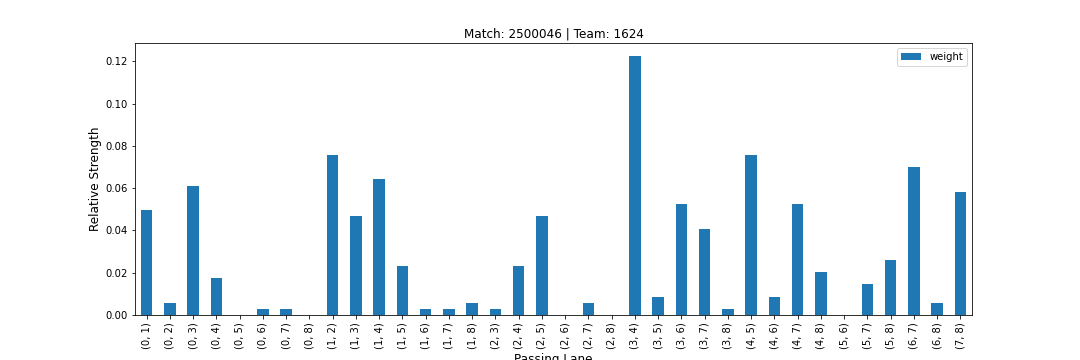 Match: 2500046 | Team: 1624
weight
Relative Strength
0.12
0.10
0.08
0.06
0.04
0.02
0.00
(0, 1) (0, 2) (0, 3) (0, 4) (0, 5) (0, 6) (0, 7) (0, 8) (1, 2) (1, 3) (1, 4) (1, 5) (1, 6) (1, 7) (1, 8) (2, 3) (2, 4) (2, 5) (2, 6) (2, 7) (2, 8) (3, 4) (3, 5) (3, 6) (3, 7) (3, 8) (4, 5) (4, 6) (4, 7) (4, 8) (5, 6) (5, 7) (5, 8) (6, 7) (6, 8) (7, 8)
Passing Lane